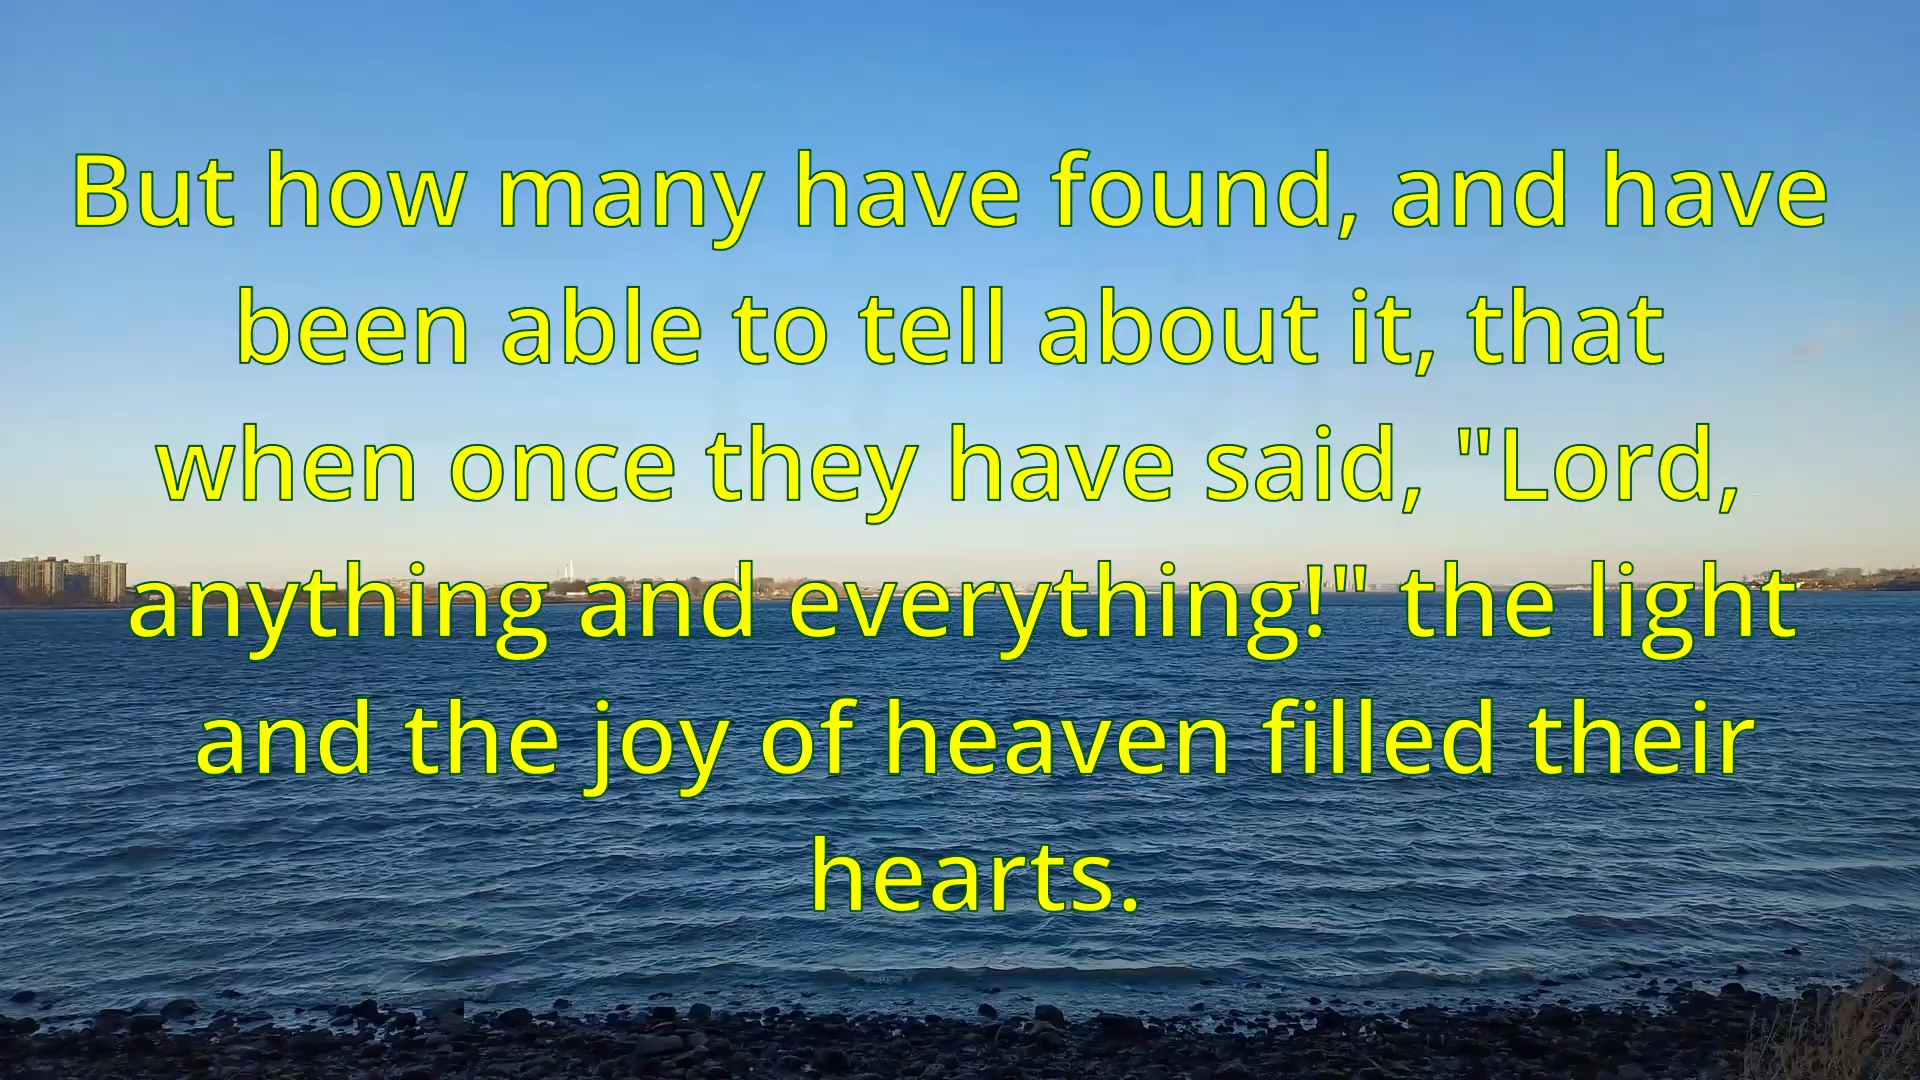 But how many have found, and have
been able to tell about it, that
when once they have said, "Lord,
anything and everything!" the light
and the joy of heaven filled their
hearts.